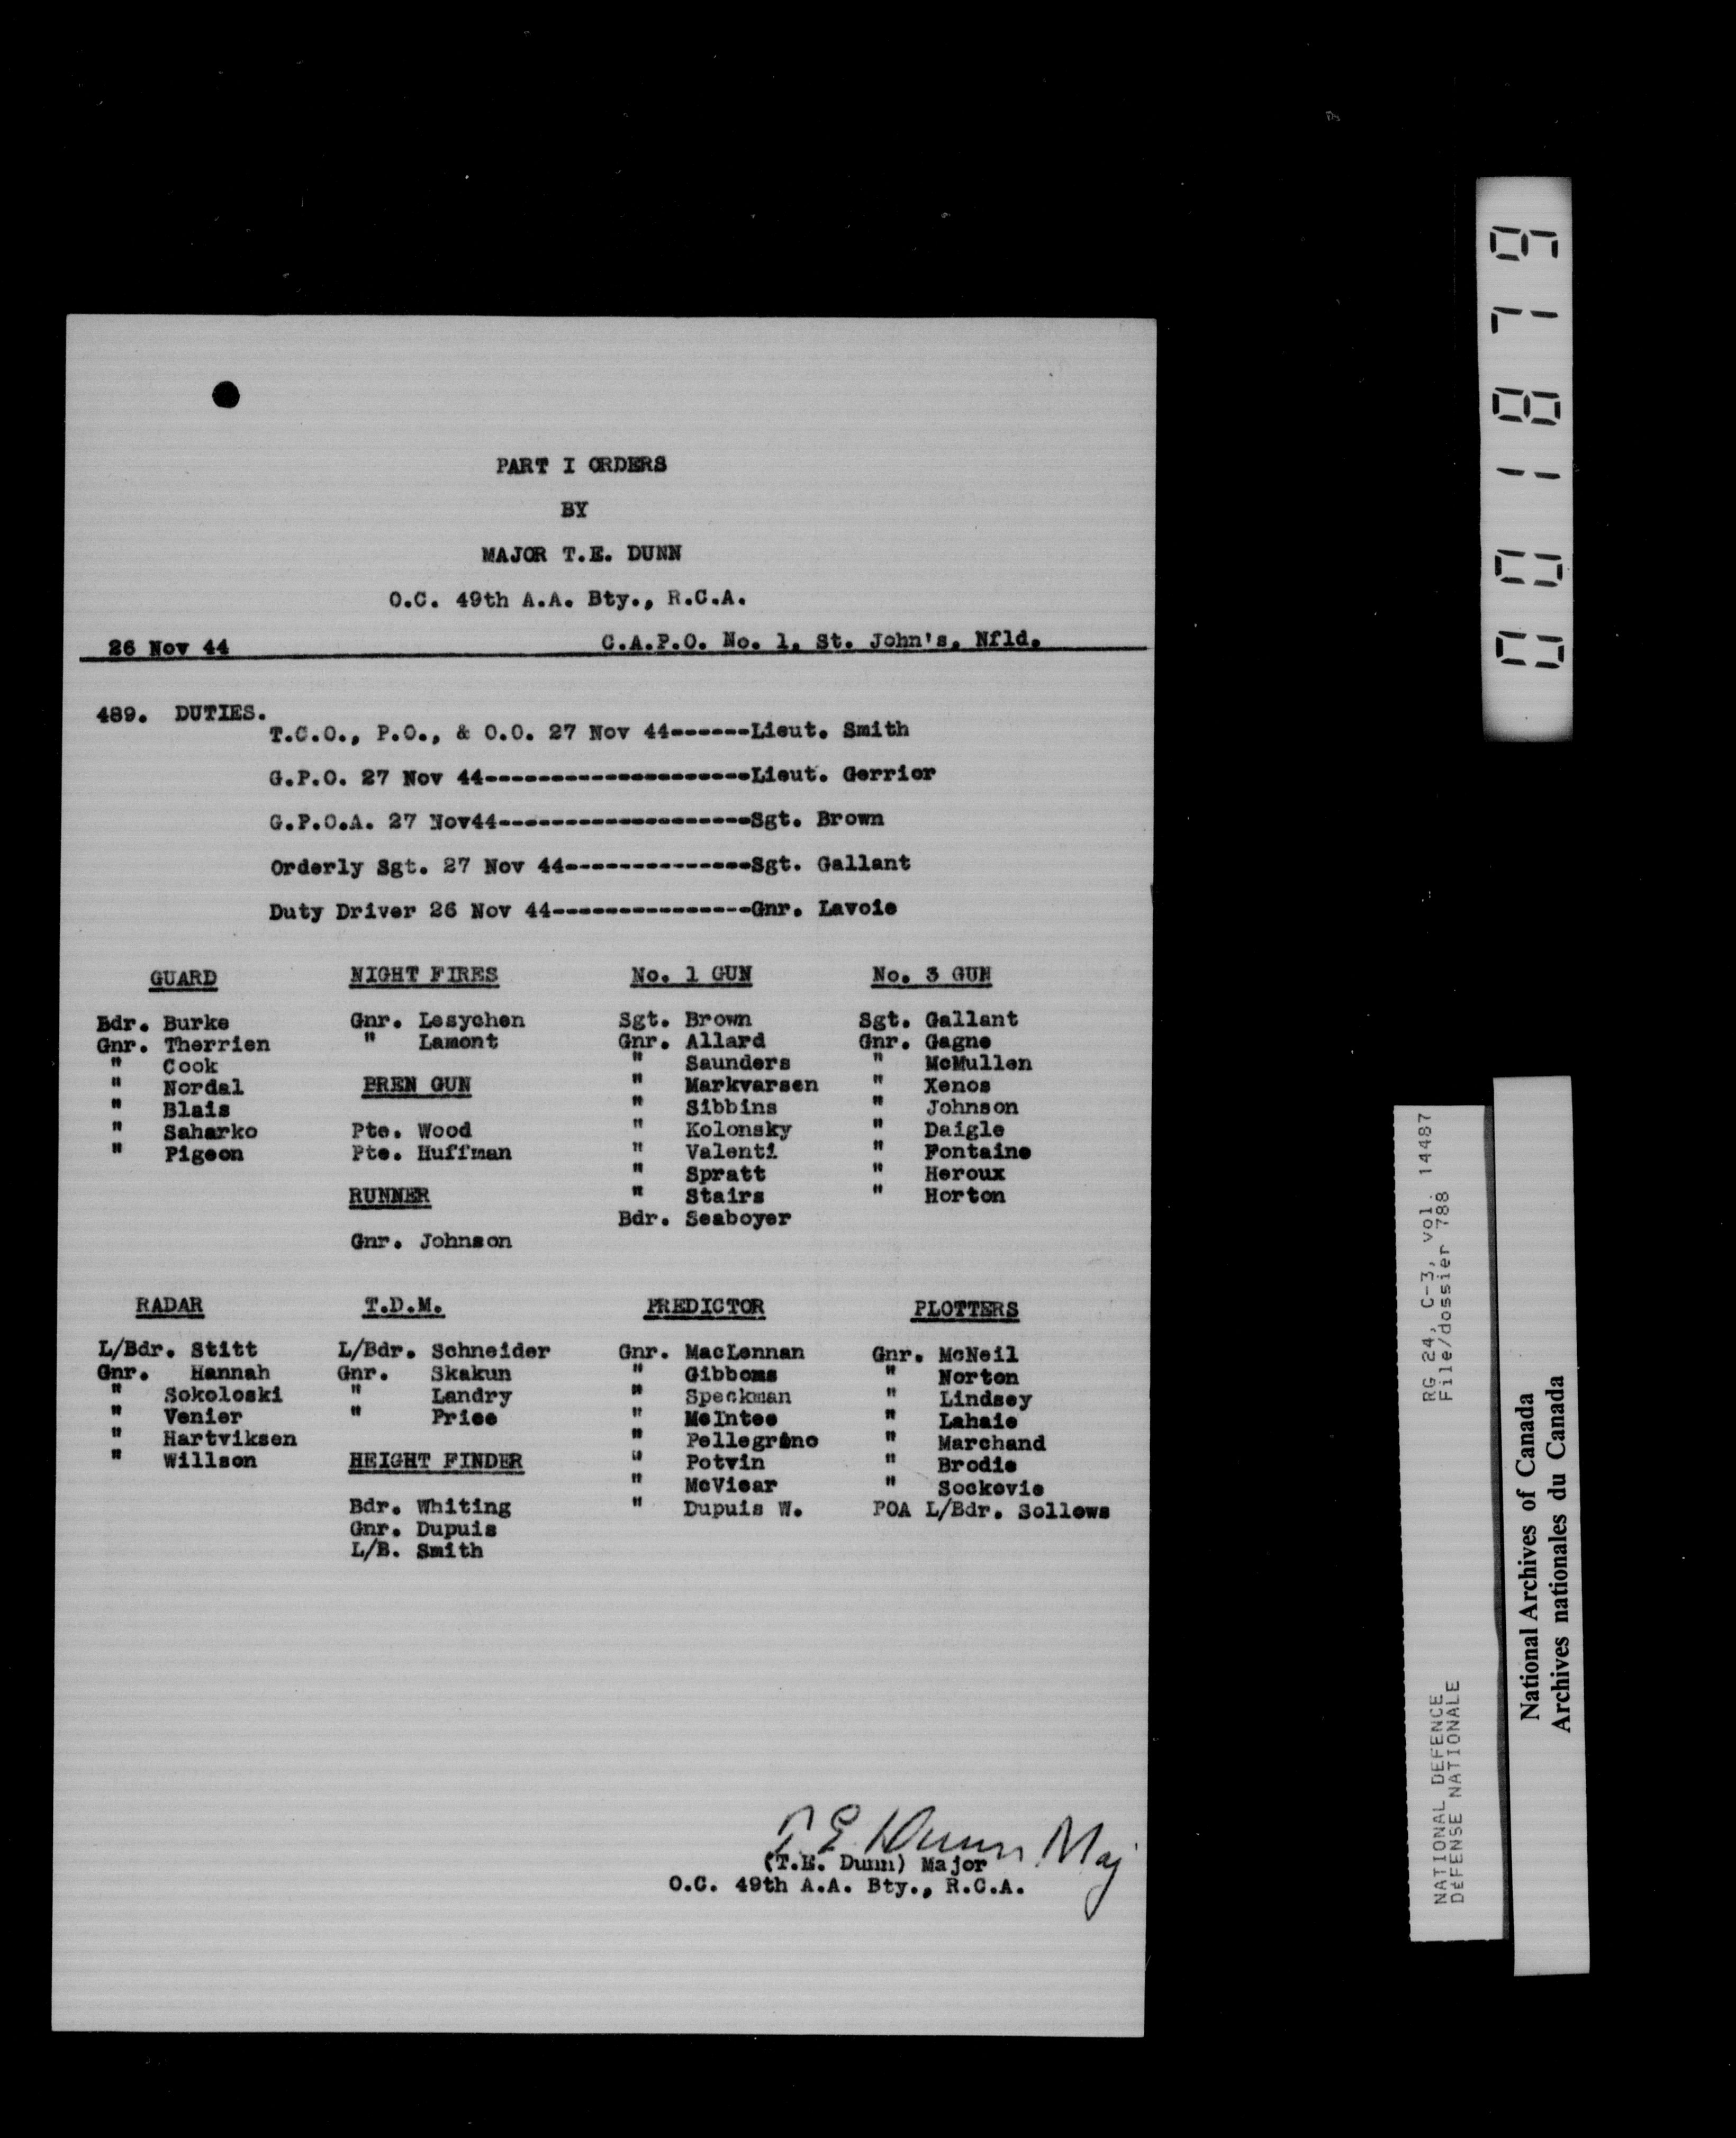 PART I ORDERS
BY
MAJOR T.E. DUNN
O.C. 49th A.A. Bty., R.C.A.
26 Nov 44 C.A.P.O. No. 1, St. John's, Nfld.
489. DUTIES.
T.C.O., P.O., & O.O. 27 Nov 44------Lieut. Smith
G.P.O. 27 Nov 44--------------------Lieut. Gerrior
G.P.O.A. 27 Nov44-------------------Sgt. Brown
Orderly Sgt. 27 Nov 44--------------Sgt. Gallant
Duty Driver 26 Nov 44---------------Gnr. Lavoie
GUARD
Bdr. Burke
Gnr. Therrien
" Cook
" Nordal
" Blais
" Saharko
" Pigeon
NIGHT FIRES
Gnr. Lesychen
" Lamont
BREN GUN
Pte. Wood
Pte. Huffman
RUNNER
Gnr. Johnson
No. 1 GUN
Sgt. Brown
Gnr. Allard
" Saunders
" Markvarsen
" Sibbins
" Kolonsky
" Valenti
" Spratt
" Stairs
Bdr. Seaboyer
No. 3 GUN
Sgt. Gallant
Gnr. Gagne
" McMullen
" Xenos
" Johnson
" Daigle
" Fontaine
" Heroux
" Horton
RADAR
L/Bdr. Stitt
Gnr. Hannah
" Sokoloski
" Venier
" Hartviksen
" Willson
T.D.M.
L/Bdr. Schneider
Gnr. Skakun
" Landry
" Price
HEIGHT FINDER
Bdr. Whiting
Gnr. Dupuis
L/B. Smith
PREDICTOR
Gnr. MacLennan
" Gibbons
" Speckman
" McIntee
" Pellegrino
" Potvin
" McVicar
" Dupuis W.
PLOTTERS
Gnr. McNeil
" Norton
" Lindsey
" Lahaie
" Marchand
" Brodie
" Sockovie
POA L/Bdr. Sollows
T.E. Dunn Maj
(T.E. Dunn) Major
O.C. 49th A.A. Bty., R.C.A.
001879
RG 24, C-3, vol. 14487
File/dossier 788
NATIONAL DEFENCE
DÉFENSE NATIONALE
National Archives of Canada
Archives nationales du Canada